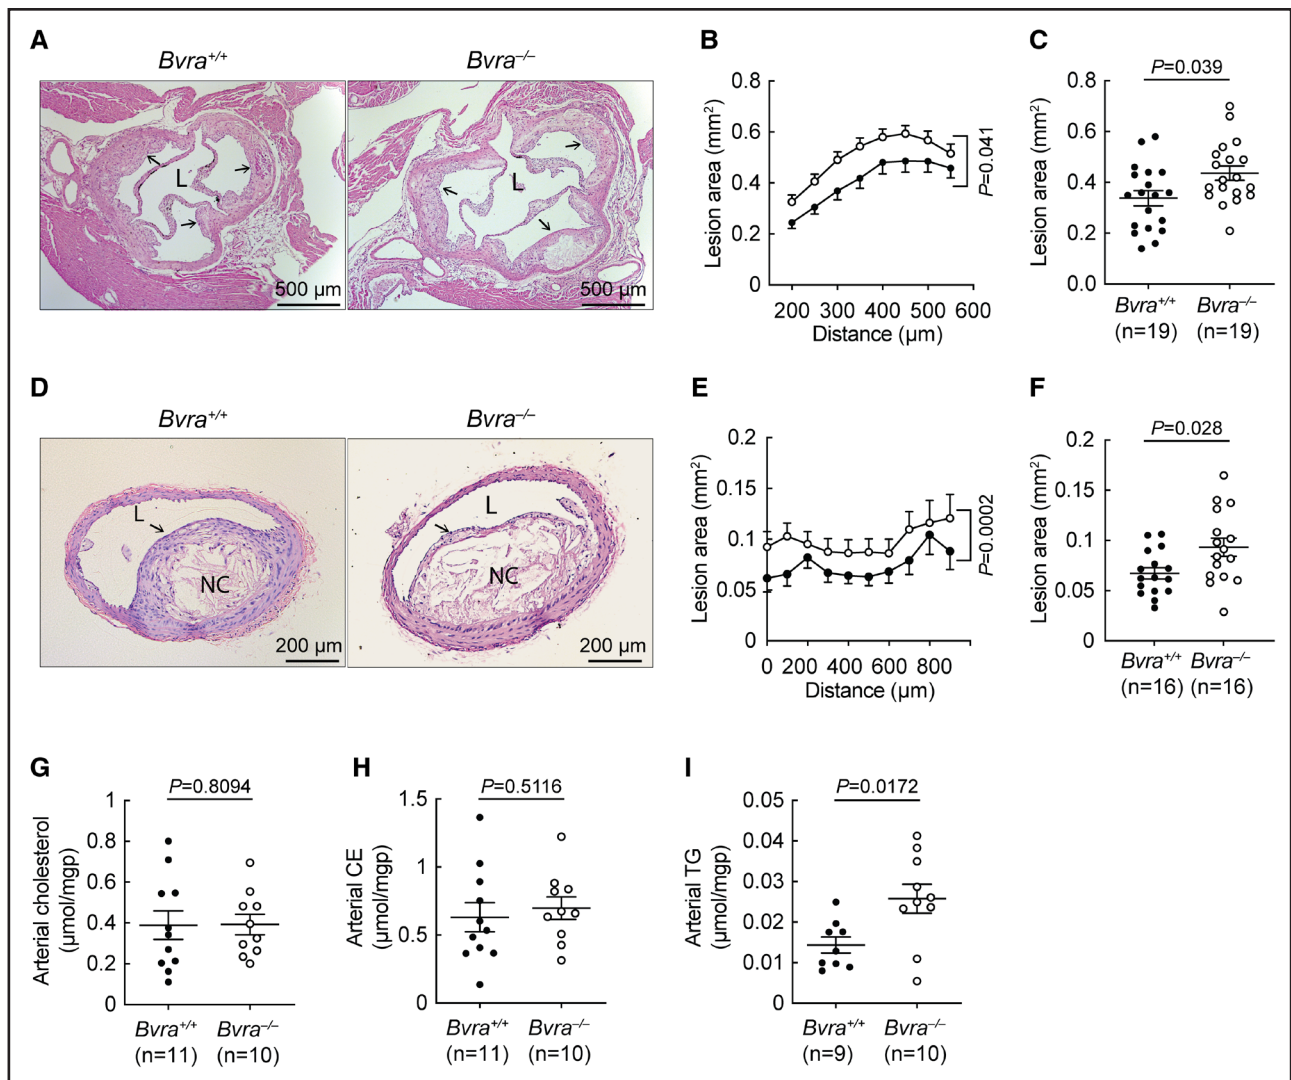 A
Bvra+/+
Bvra–/–
L
500 µm
L
500 µm
B
Lesion area (mm2)
0.8
0.6
0.4
0.2
0
200 300 400 500 600
Distance (µm)
P=0.041
C
Lesion area (mm2)
P=0.039
0.8
0.6
0.4
0.2
0.0
Bvra+/+ Bvra–/–
(n=19) (n=19)
D
Bvra+/+
Bvra–/–
L
NC
200 µm
L
NC
200 µm
E
Lesion area (mm2)
0.2
0.15
0.1
0.05
0
0 200 400 600 800
Distance (µm)
P=0.0002
F
Lesion area (mm2)
P=0.028
0.2
0.15
0.1
0.05
0
Bvra+/+ Bvra–/–
(n=16) (n=16)
G
P=0.8094
Arterial cholesterol
(µmol/mgp)
1
0.8
0.6
0.4
0.2
0
Bvra+/+ Bvra–/–
(n=11) (n=10)
H
P=0.5116
Arterial CE
(µmol/mgp)
1.5
1
0.5
0
Bvra+/+ Bvra–/–
(n=11) (n=10)
I
P=0.0172
Arterial TG
(µmol/mgp)
0.05
0.04
0.03
0.02
0.01
0
Bvra+/+ Bvra–/–
(n=9) (n=10)